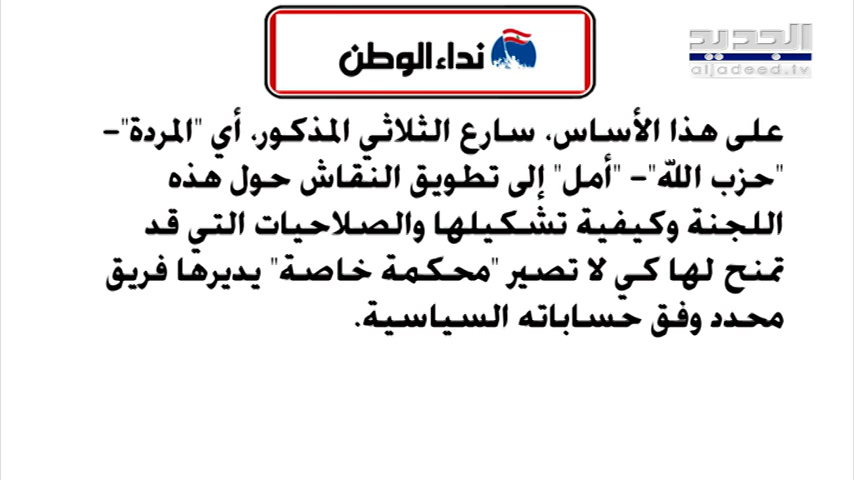 نداء الوطن
الجديد
aljadeed.tv
على هذا الأساس، سارع الثلاثي المذكور، أي "المردة"-
"حزب الله"- "أمل" إلى تطويق النقاش حول هذه
اللجنة وكيفية تشكيلها والصلاحيات التي قد
تمنح لها كي لا تصير "محكمة خاصة" يديرها فريق
محدد وفق حساباته السياسية.